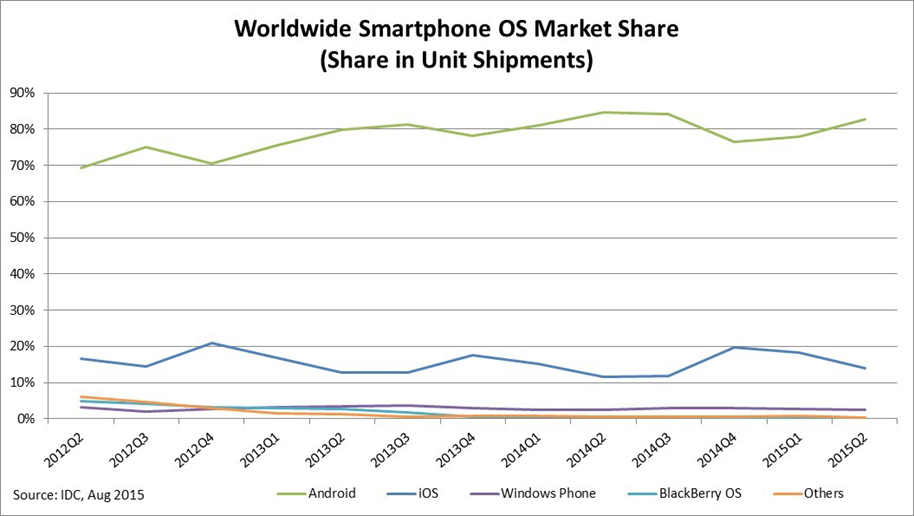 Worldwide Smartphone OS Market Share
(Share in Unit Shipments)
90%
80%
70%
60%
50%
40%
30%
20%
10%
0%
2012Q2
2012Q3
2012Q4
2013Q1
2013Q2
2013Q3
2013Q4
2014Q1
2014Q2
2014Q3
2014Q4
2015Q1
2015Q2
Source: IDC, Aug 2015
Android
iOS
Windows Phone
BlackBerry OS
Others